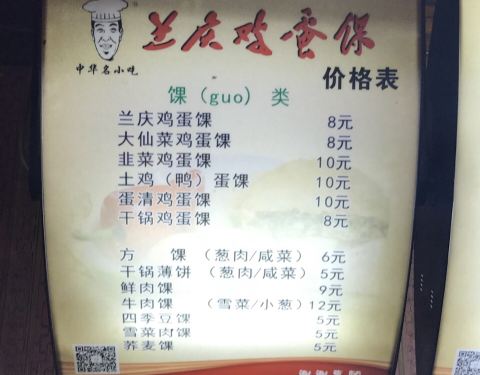 兰庆鸡蛋保
中华名小吃
价格表
馃（guo）类
兰庆鸡蛋馃 8元
大仙菜鸡蛋馃 8元
韭菜鸡蛋馃 10元
土鸡（鸭）蛋馃 10元
蛋清鸡蛋馃 10元
干锅鸡蛋馃 8元
方 馃（葱肉/咸菜） 6元
干锅薄饼（葱肉/咸菜） 5元
鲜肉馃 9元
牛肉馃（雪菜/小葱）12元
四季豆馃 5元
雪菜肉馃 5元
荞麦馃 5元